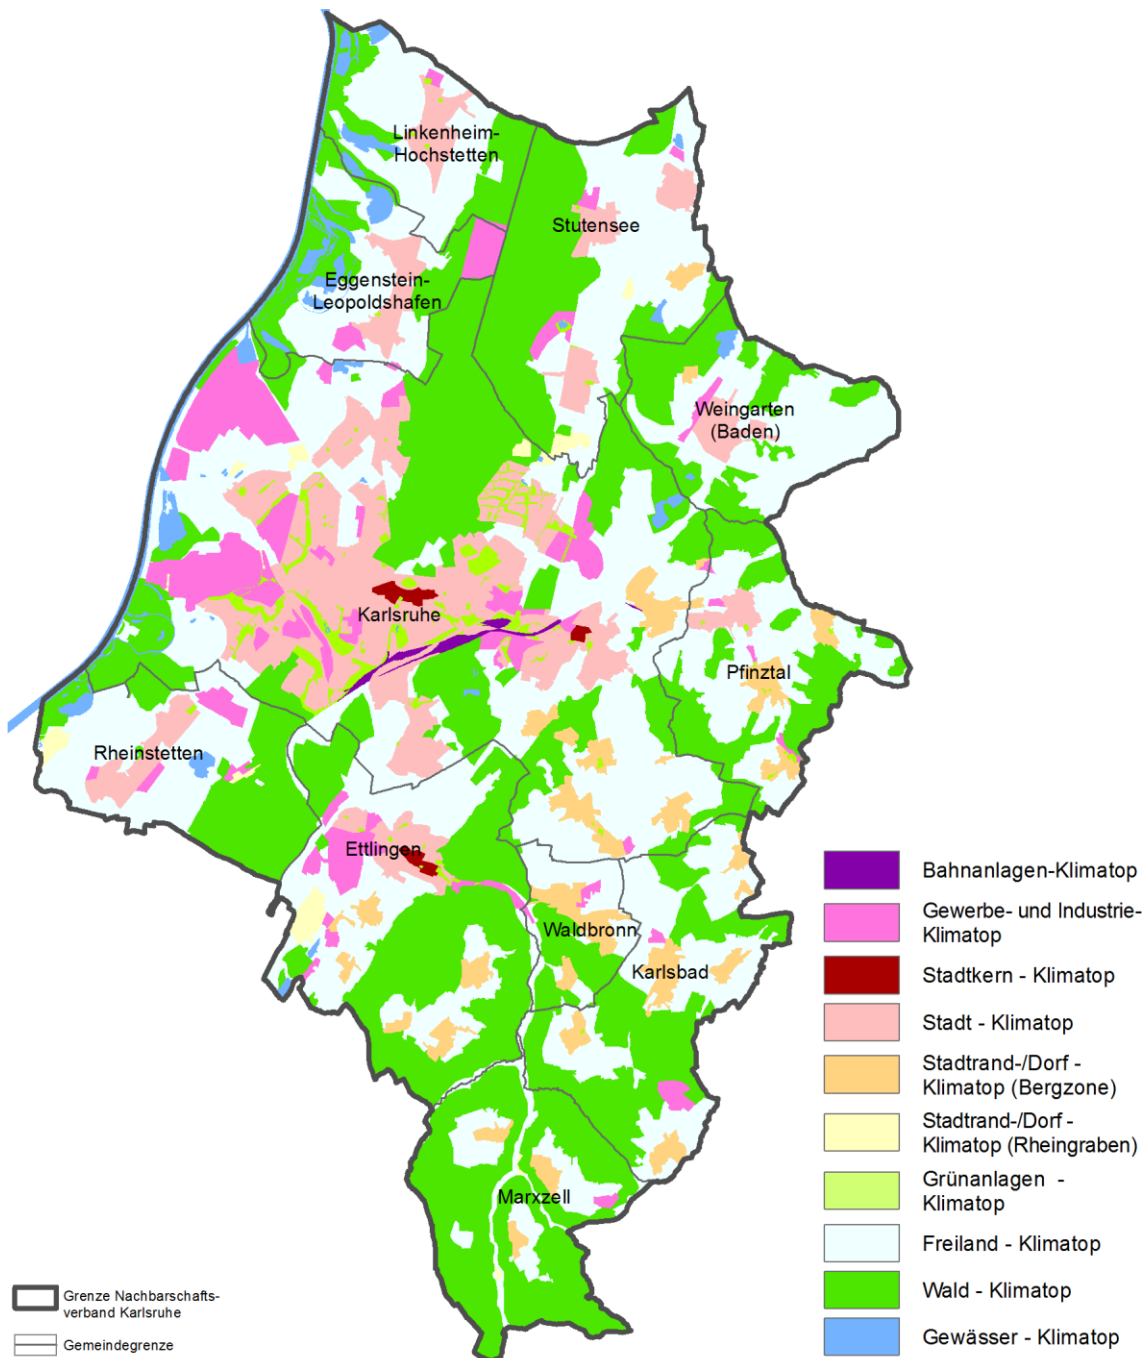 Linkenheim-
Hochstetten
Stutensee
Eggenstein-
Leopoldshafen
Weingarten
(Baden)
Karlsruhe
Pfinztal
Rheinstetten
Ettlingen
Waldbronn
Karlsbad
Marxzell
Bahnanlagen-Klimatop
Gewerbe- und Industrie-
Klimatop
Stadtkern - Klimatop
Stadt - Klimatop
Stadtrand-/Dorf -
Klimatop (Bergzone)
Stadtrand-/Dorf -
Klimatop (Rheingraben)
Grünanlagen -
Klimatop
Freiland - Klimatop
Wald - Klimatop
Gewässer - Klimatop
Grenze Nachbarschafts-
verband Karlsruhe
Gemeindegrenze